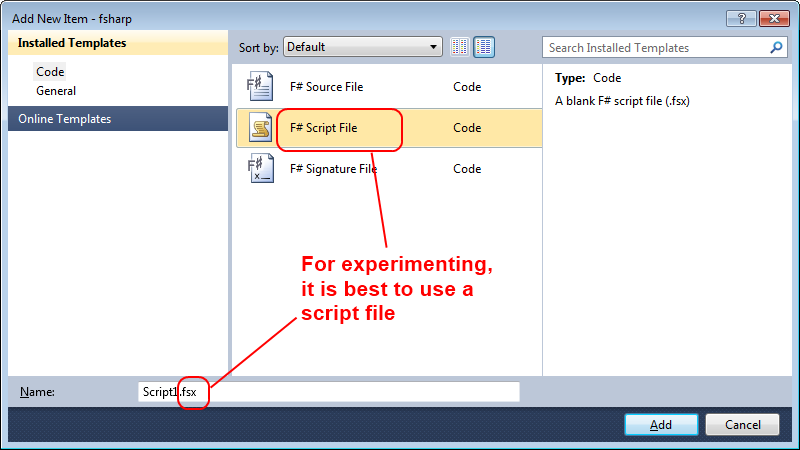 Add New Item - fsharp
Installed Templates
Code
General
Online Templates
Sort by: Default
Search Installed Templates
F# Source File Code
F# Script File Code
F# Signature File Code
Type: Code
A blank F# script file (.fsx)
For experimenting,
it is best to use a
script file
Name: Script1.fsx
Add Cancel